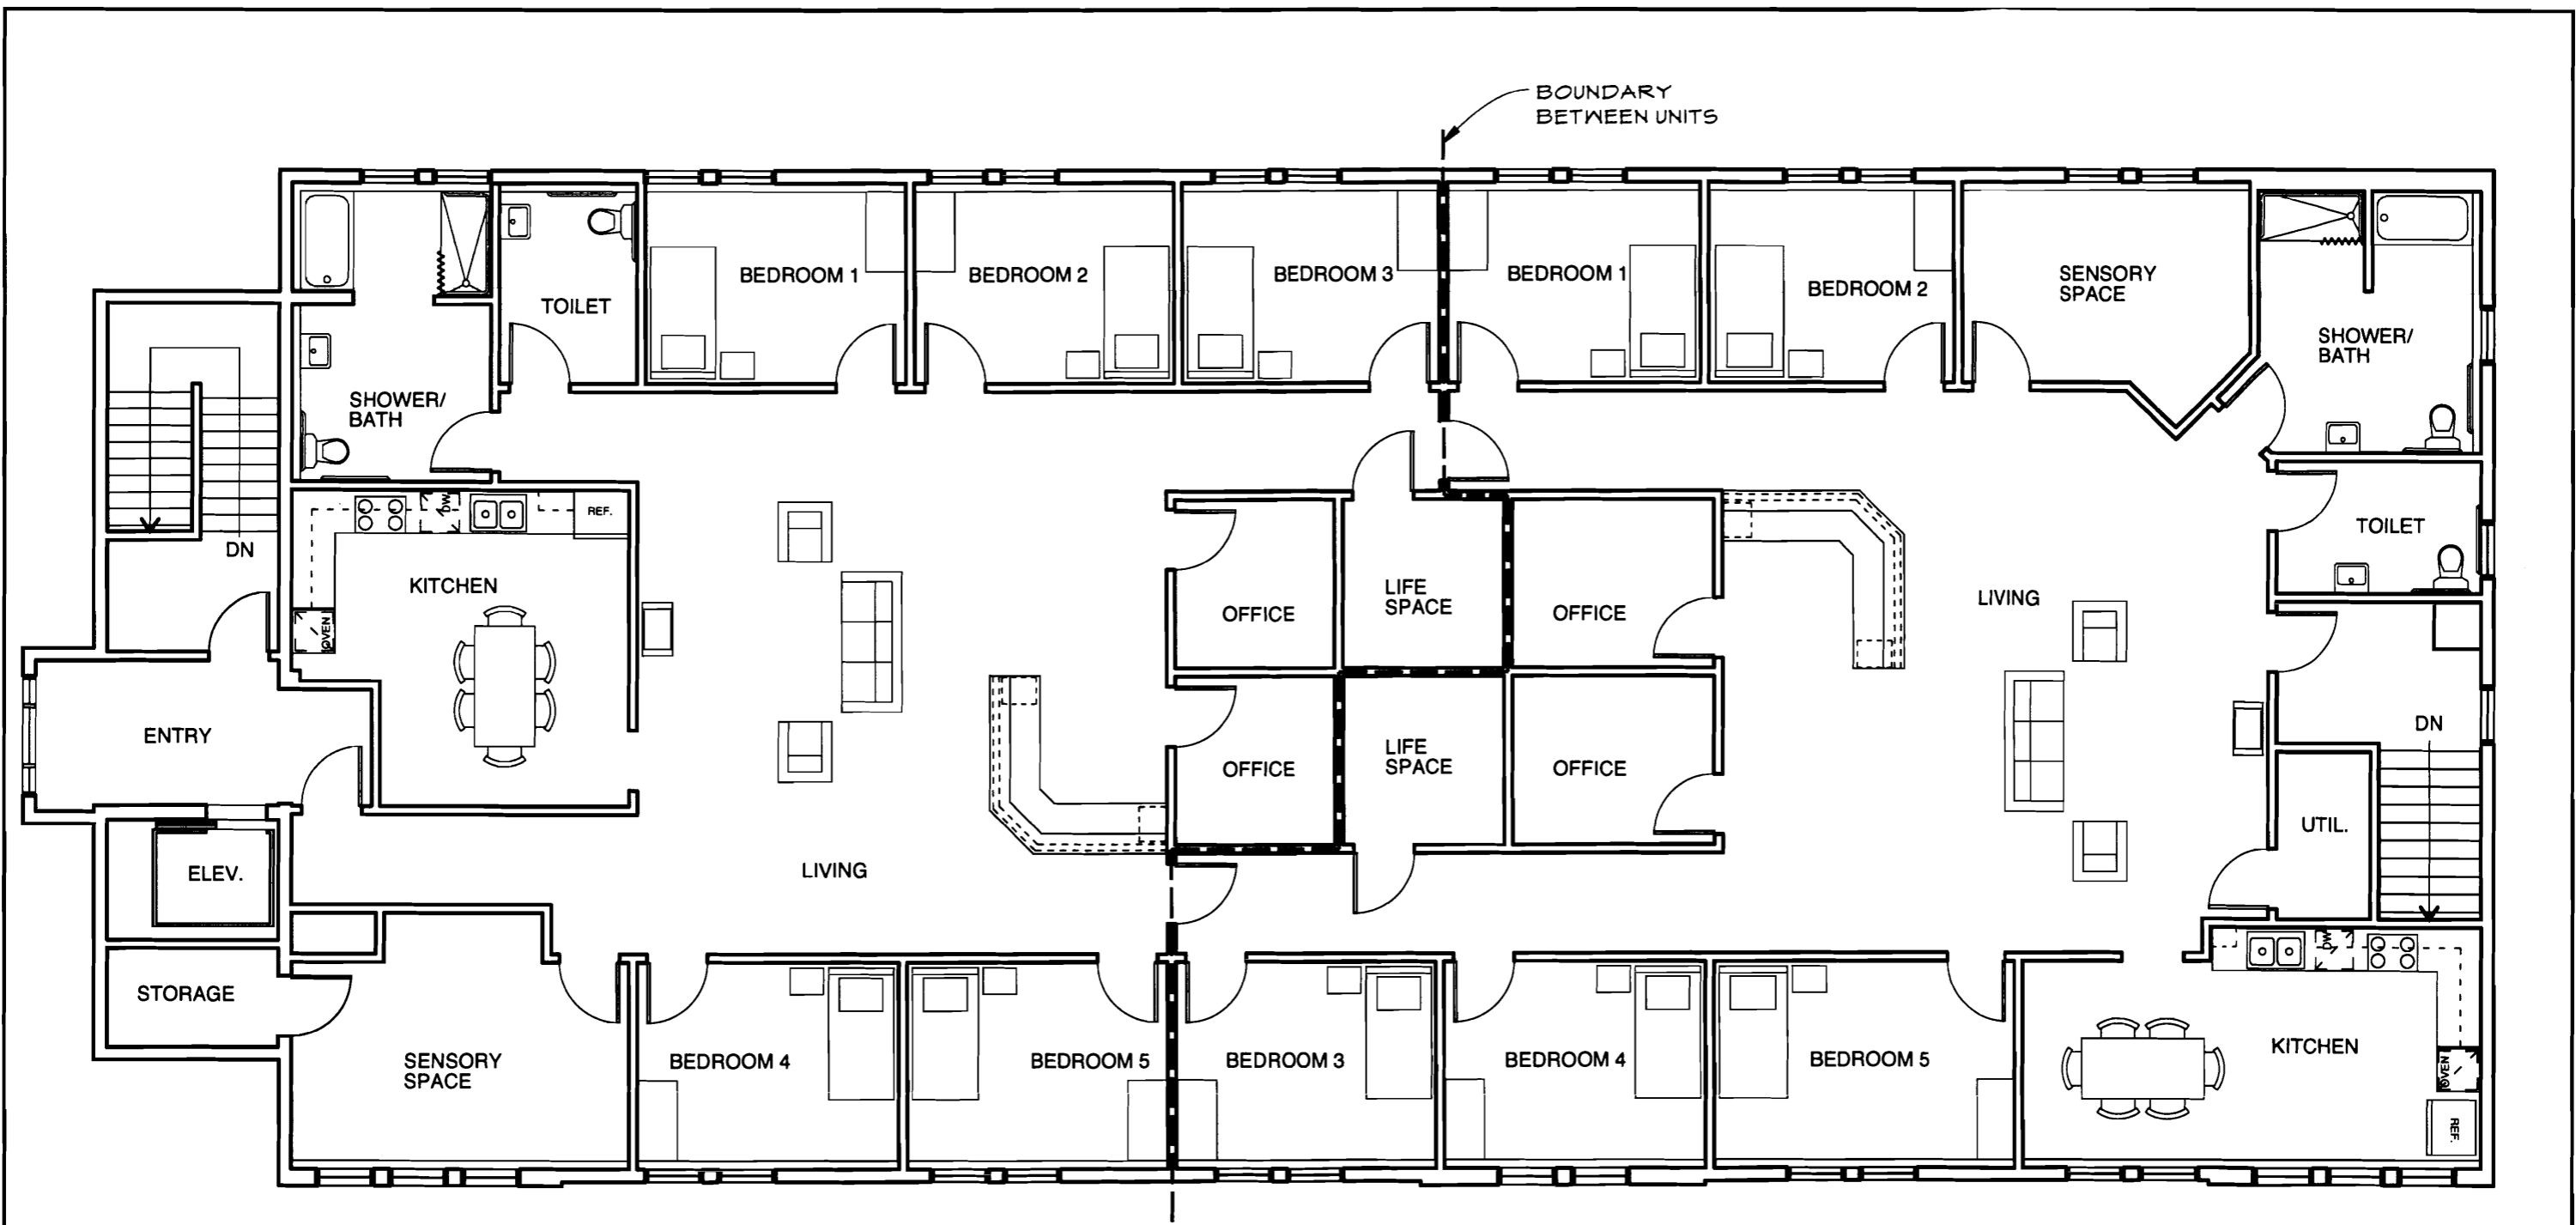 BOUNDARY
BETWEEN UNITS
BEDROOM 1
BEDROOM 2
BEDROOM 3
BEDROOM 1
BEDROOM 2
SENSORY
SPACE
TOILET
SHOWER/
BATH
SHOWER/
BATH
DW
REF.
DN
KITCHEN
OVEN
TOILET
LIFE
SPACE
OFFICE
OFFICE
LIVING
ENTRY
DN
OFFICE
LIFE
SPACE
OFFICE
UTIL.
ELEV.
LIVING
DW
STORAGE
SENSORY
SPACE
BEDROOM 4
BEDROOM 5
BEDROOM 3
BEDROOM 4
BEDROOM 5
KITCHEN
OVEN
REF.